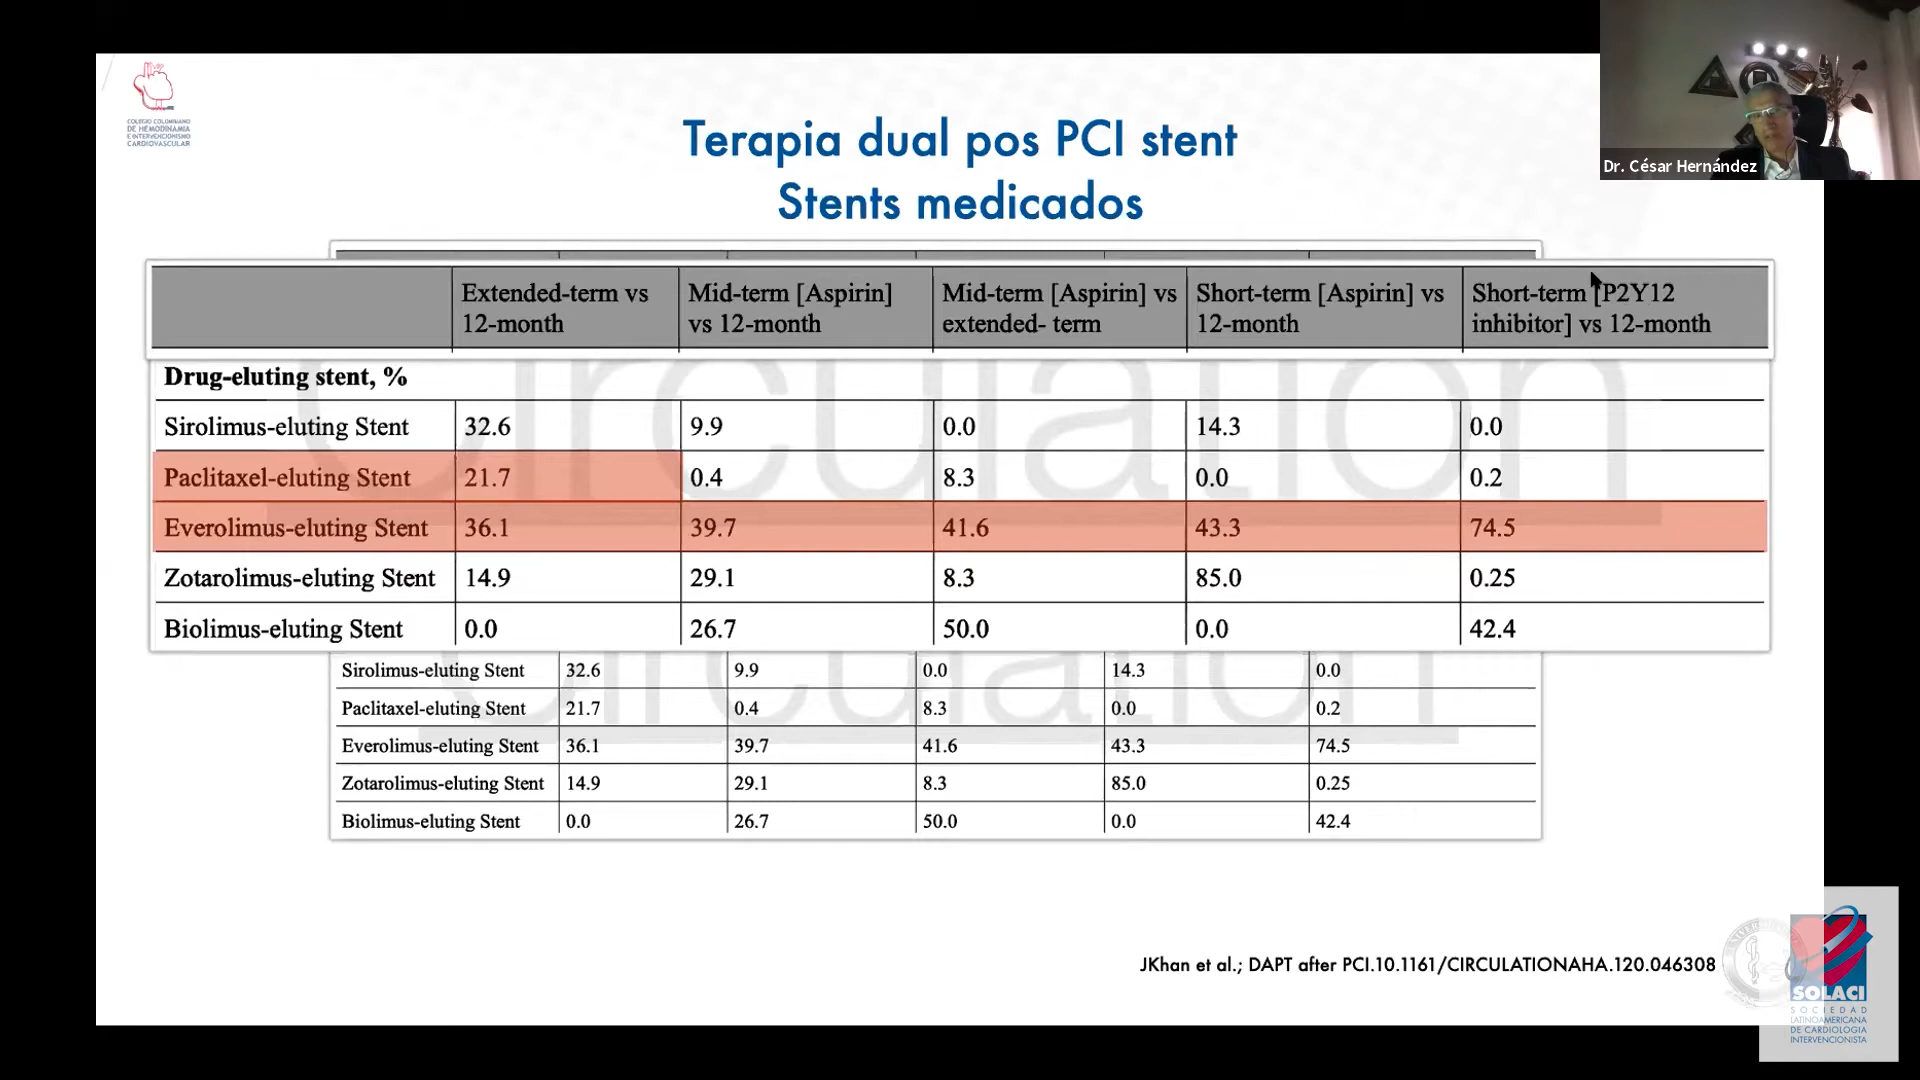 COLEGIO COLOMBIANO
DE HEMODINAMIA
E INTERVENCIONISMO
CARDIOVASCULAR
Terapia dual pos PCI stent
Stents medicados
Dr. César Hernández
Extended-term vs 12-month
Mid-term [Aspirin] vs 12-month
Mid-term [Aspirin] vs extended- term
Short-term [Aspirin] vs 12-month
Short-term [P2Y12 inhibitor] vs 12-month
Circulation
Drug-eluting stent, %
Sirolimus-eluting Stent 32.6 9.9 0.0 14.3 0.0
Paclitaxel-eluting Stent 21.7 0.4 8.3 0.0 0.2
Everolimus-eluting Stent 36.1 39.7 41.6 43.3 74.5
Zotarolimus-eluting Stent 14.9 29.1 8.3 85.0 0.25
Biolimus-eluting Stent 0.0 26.7 50.0 0.0 42.4
Sirolimus-eluting Stent 32.6 9.9 0.0 14.3 0.0
Paclitaxel-eluting Stent 21.7 0.4 8.3 0.0 0.2
Everolimus-eluting Stent 36.1 39.7 41.6 43.3 74.5
Zotarolimus-eluting Stent 14.9 29.1 8.3 85.0 0.25
Biolimus-eluting Stent 0.0 26.7 50.0 0.0 42.4
JKhan et al.; DAPT after PCI.10.1161/CIRCULATIONAHA.120.046308
SOLACI
SOCIEDAD
LATINOAMERICANA
DE CARDIOLOGIA
INTERVENCIONISTA